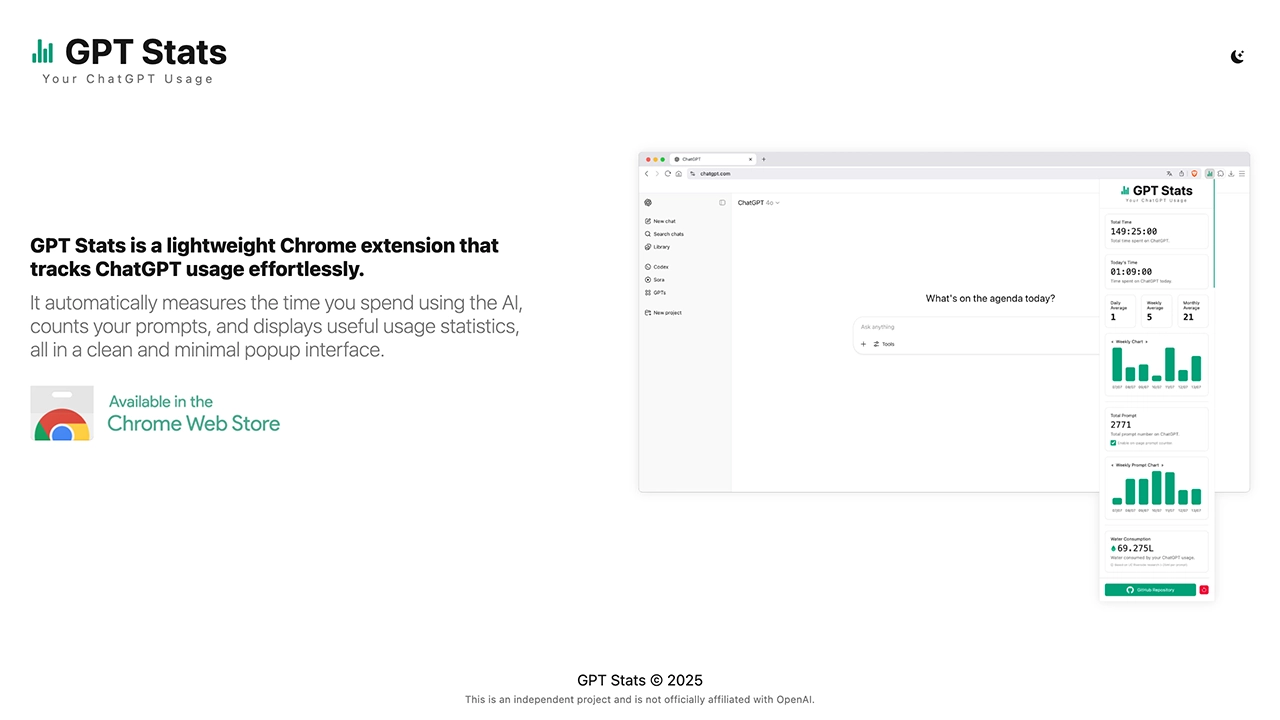 GPT Stats
Your ChatGPT Usage
GPT Stats is a lightweight Chrome extension that
tracks ChatGPT usage effortlessly.
It automatically measures the time you spend using the AI,
counts your prompts, and displays useful usage statistics,
all in a clean and minimal popup interface.
Available in the
Chrome Web Store
ChatGPT
chatgpt.com
New chat
Search chats
Library
Codex
Sora
GPTs
New project
ChatGPT 4o
What's on the agenda today?
Ask anything
Tools
GPT Stats
Your ChatGPT Usage
Total Time
149:25:00
Total time spent on ChatGPT.
Today's Time
01:09:00
Time spent on ChatGPT today.
Daily Average
1
Weekly Average
5
Monthly Average
21
Weekly Chart
Total Prompt
2771
Total prompt number on ChatGPT
Weekly Prompt Chart
Water Consumption
69.275L
Water consumed by your ChatGPT usage.
GitHub Repository
GPT Stats © 2025
This is an independent project and is not officially affiliated with OpenAI.